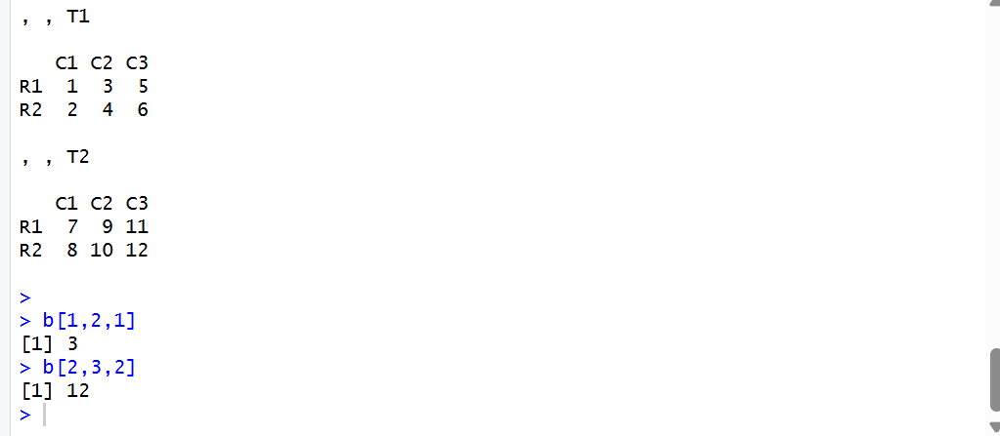 , , T1
   C1 C2 C3
R1  1  3  5
R2  2  4  6
, , T2
   C1 C2 C3
R1  7  9 11
R2  8 10 12
>
> b[1,2,1]
[1] 3
> b[2,3,2]
[1] 12
>